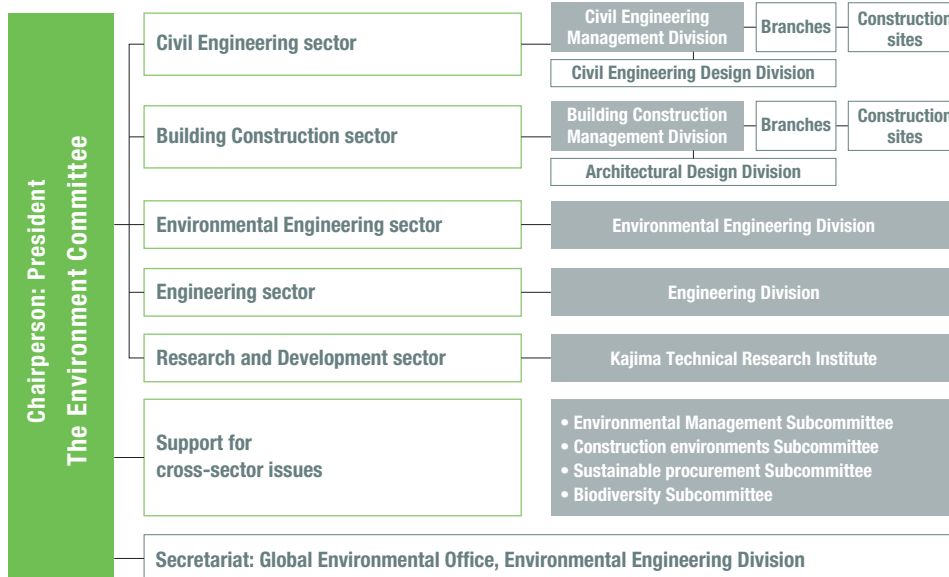 Chairperson: President
The Environment Committee
Civil Engineering sector
Civil Engineering
Management Division
Branches
Construction
sites
Civil Engineering Design Division
Building Construction sector
Building Construction
Management Division
Branches
Construction
sites
Architectural Design Division
Environmental Engineering sector
Environmental Engineering Division
Engineering sector
Engineering Division
Research and Development sector
Kajima Technical Research Institute
Support for
cross-sector issues
• Environmental Management Subcommittee
• Construction environments Subcommittee
• Sustainable procurement Subcommittee
• Biodiversity Subcommittee
Secretariat: Global Environmental Office, Environmental Engineering Division